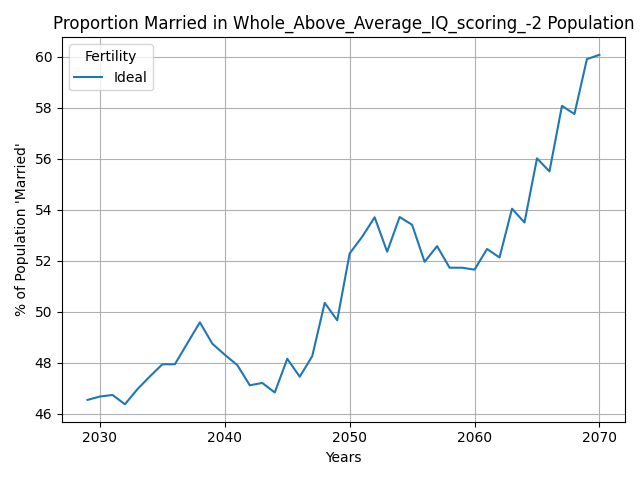 Proportion Married in Whole_Above_Average_IQ_scoring_-2 Population
Fertility
Ideal
% of Population 'Married'
60
58
56
54
52
50
48
46
2030 2040 2050 2060 2070
Years